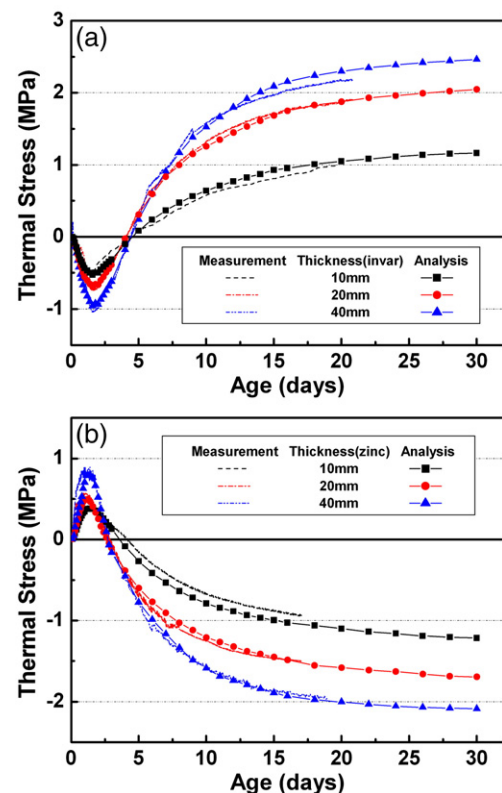 (a)
3
2
1
0
-1
Thermal Stress (MPa)
Measurement Thickness(invar) Analysis
10mm
20mm
40mm
0 5 10 15 20 25 30
Age (days)
(b)
1
0
-1
-2
Thermal Stress (MPa)
Measurement Thickness(zinc) Analysis
10mm
20mm
40mm
0 5 10 15 20 25 30
Age (days)